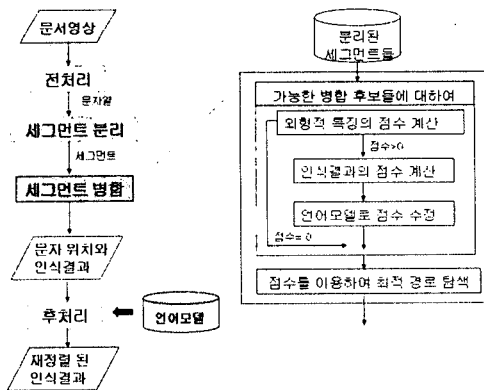 문서영상
전처리
문자열
세그먼트 분리
세그먼트
세그먼트 병합
문자 위치와
인식결과
후처리
언어모델
재정렬 된
인식결과
분리된
세그먼트들
가능한 병합 후보들에 대하여
외형적 특징의 점수 계산
점수>0
인식결과의 점수 계산
언어모델로 점수 수정
점수= 0
점수를 이용하여 최적 경로 탐색